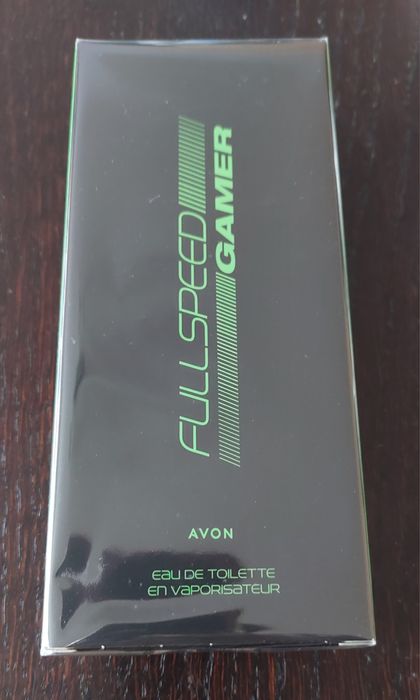 FULLSPEED
GAMER
AVON
EAU DE TOILETTE
EN VAPORISATEUR